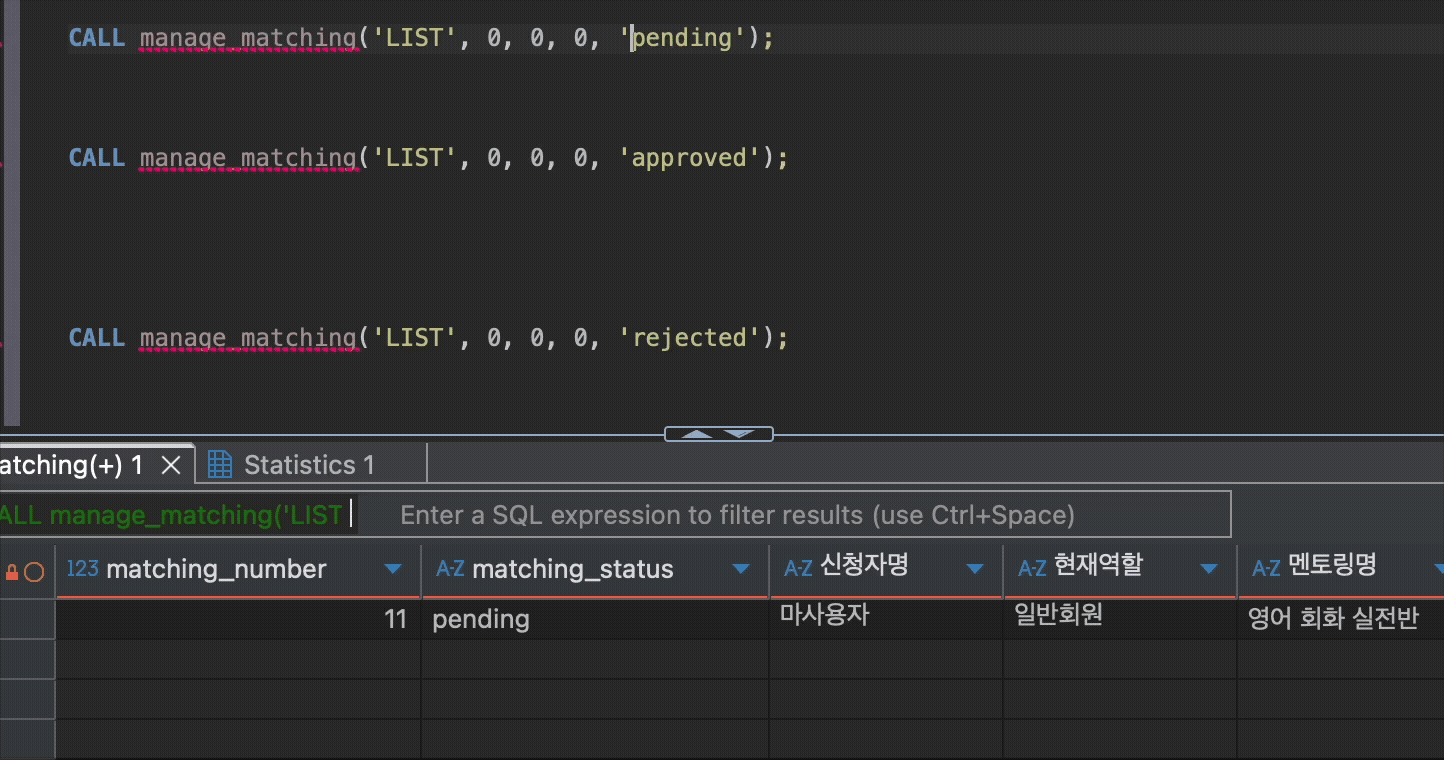 CALL manage_matching('LIST', 0, 0, 0, 'pending');
CALL manage_matching('LIST', 0, 0, 0, 'approved');
CALL manage_matching('LIST', 0, 0, 0, 'rejected');
atching(+) 1 Statistics 1
ALL manage_matching('LIST Enter a SQL expression to filter results (use Ctrl+Space)
123 matching_number A-Z matching_status A-Z 신청자명 A-Z 현재역할 A-Z 멘토링명
11 pending 마사용자 일반회원 영어 회화 실전반